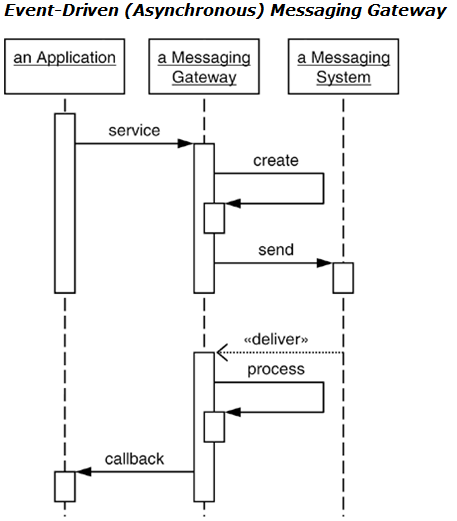 Event-Driven (Asynchronous) Messaging Gateway
an Application
a Messaging
Gateway
a Messaging
System
service
create
send
«deliver»
process
callback